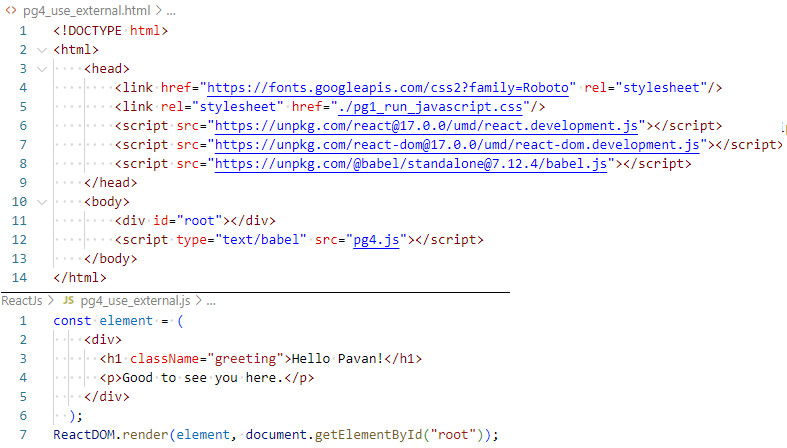 <> pg4_use_external.html > ...
1 <!DOCTYPE html>
2 <html>
3 <head>
4 <link href="https://fonts.googleapis.com/css2?family=Roboto" rel="stylesheet"/>
5 <link rel="stylesheet" href="./pg1_run_javascript.css"/>
6 <script src="https://unpkg.com/react@17.0.0/umd/react.development.js"></script>
7 <script src="https://unpkg.com/react-dom@17.0.0/umd/react-dom.development.js"></script>
8 <script src="https://unpkg.com/@babel/standalone@7.12.4/babel.js"></script>
9 </head>
10 <body>
11 <div id="root"></div>
12 <script type="text/babel" src="pg4.js"></script>
13 </body>
14 </html>
ReactJs > JS pg4_use_external.js > ...
1 const element = (
2 <div>
3 <h1 className="greeting">Hello Pavan!</h1>
4 <p>Good to see you here.</p>
5 </div>
6 );
7 ReactDOM.render(element, document.getElementById("root"));